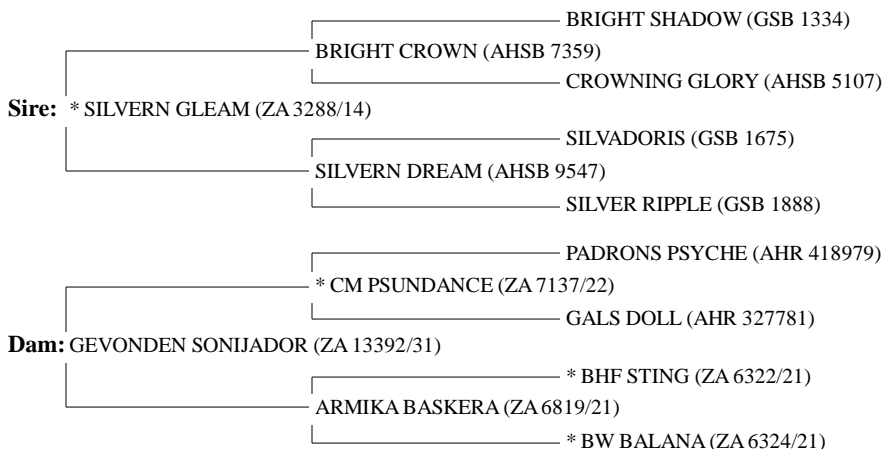 BRIGHT SHADOW (GSB 1334)
BRIGHT CROWN (AHSB 7359)
CROWNING GLORY (AHSB 5107)
Sire: * SILVERN GLEAM (ZA 3288/14)
SILVADORIS (GSB 1675)
SILVERN DREAM (AHSB 9547)
SILVER RIPPLE (GSB 1888)
PADRONS PSYCHE (AHR 418979)
* CM PSUNDANCE (ZA 7137/22)
GALS DOLL (AHR 327781)
Dam: GEVONDEN SONIJADOR (ZA 13392/31)
* BHF STING (ZA 6322/21)
ARMIKA BASKERA (ZA 6819/21)
* BW BALANA (ZA 6324/21)